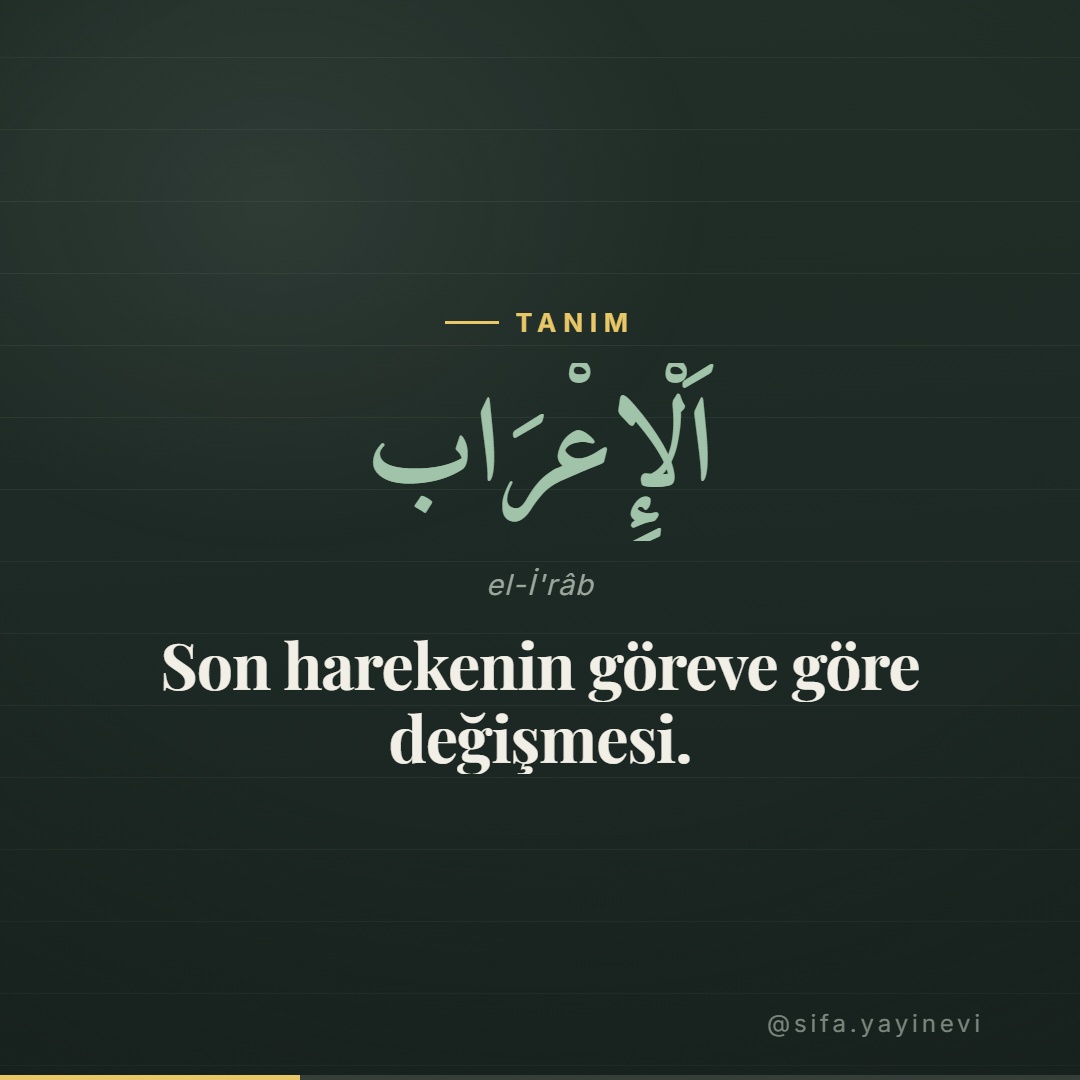 TANIM
اَلْإِعْرَاب
el-İ'râb
Son harekenin göreve göre
değişmesi.
@sifa.yayinevi